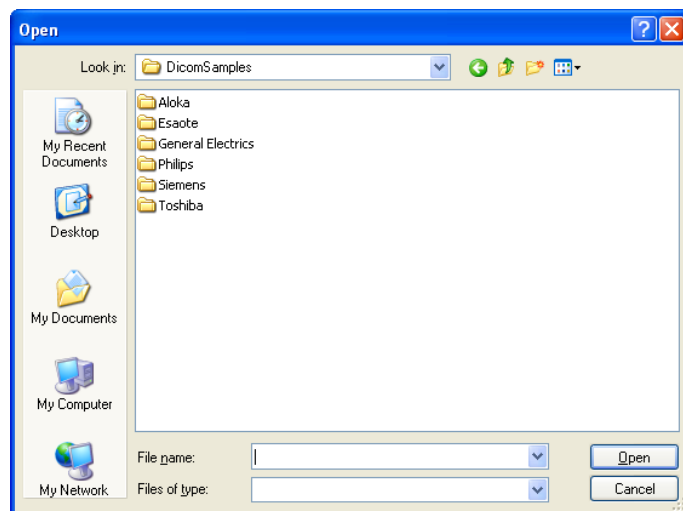 Open
Look in: DicomSamples
Aloka
Esaote
General Electrics
Philips
Siemens
Toshiba
My Recent
Documents
Desktop
My Documents
My Computer
My Network
File name: Open
Files of type: Cancel